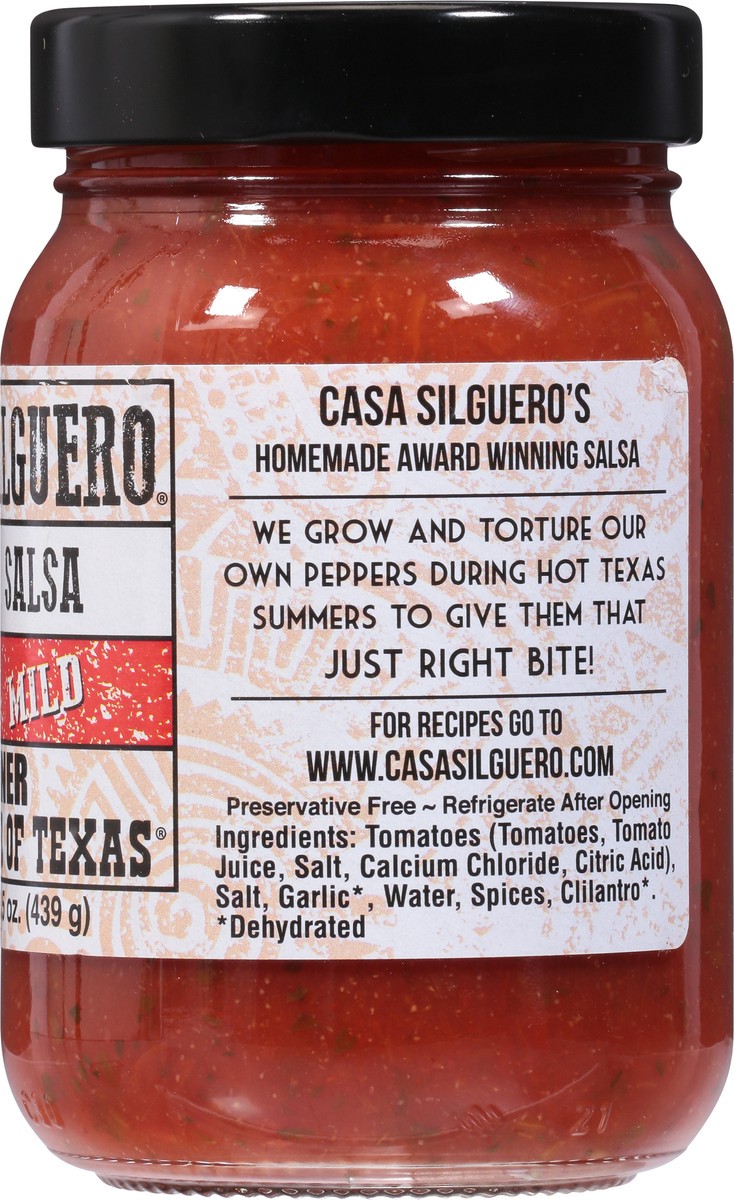 LGUERO®
SALSA
MILD
NER
OF TEXAS®
5 oz. (439 g)
CASA SILGUERO'S
HOMEMADE AWARD WINNING SALSA
WE GROW AND TORTURE OUR
OWN PEPPERS DURING HOT TEXAS
SUMMERS TO GIVE THEM THAT
JUST RIGHT BITE!
FOR RECIPES GO TO
WWW.CASASILGUERO.COM
Preservative Free ~ Refrigerate After Opening
Ingredients: Tomatoes (Tomatoes, Tomato
Juice, Salt, Calcium Chloride, Citric Acid),
Salt, Garlic*, Water, Spices, Clilantro*.
*Dehydrated
21